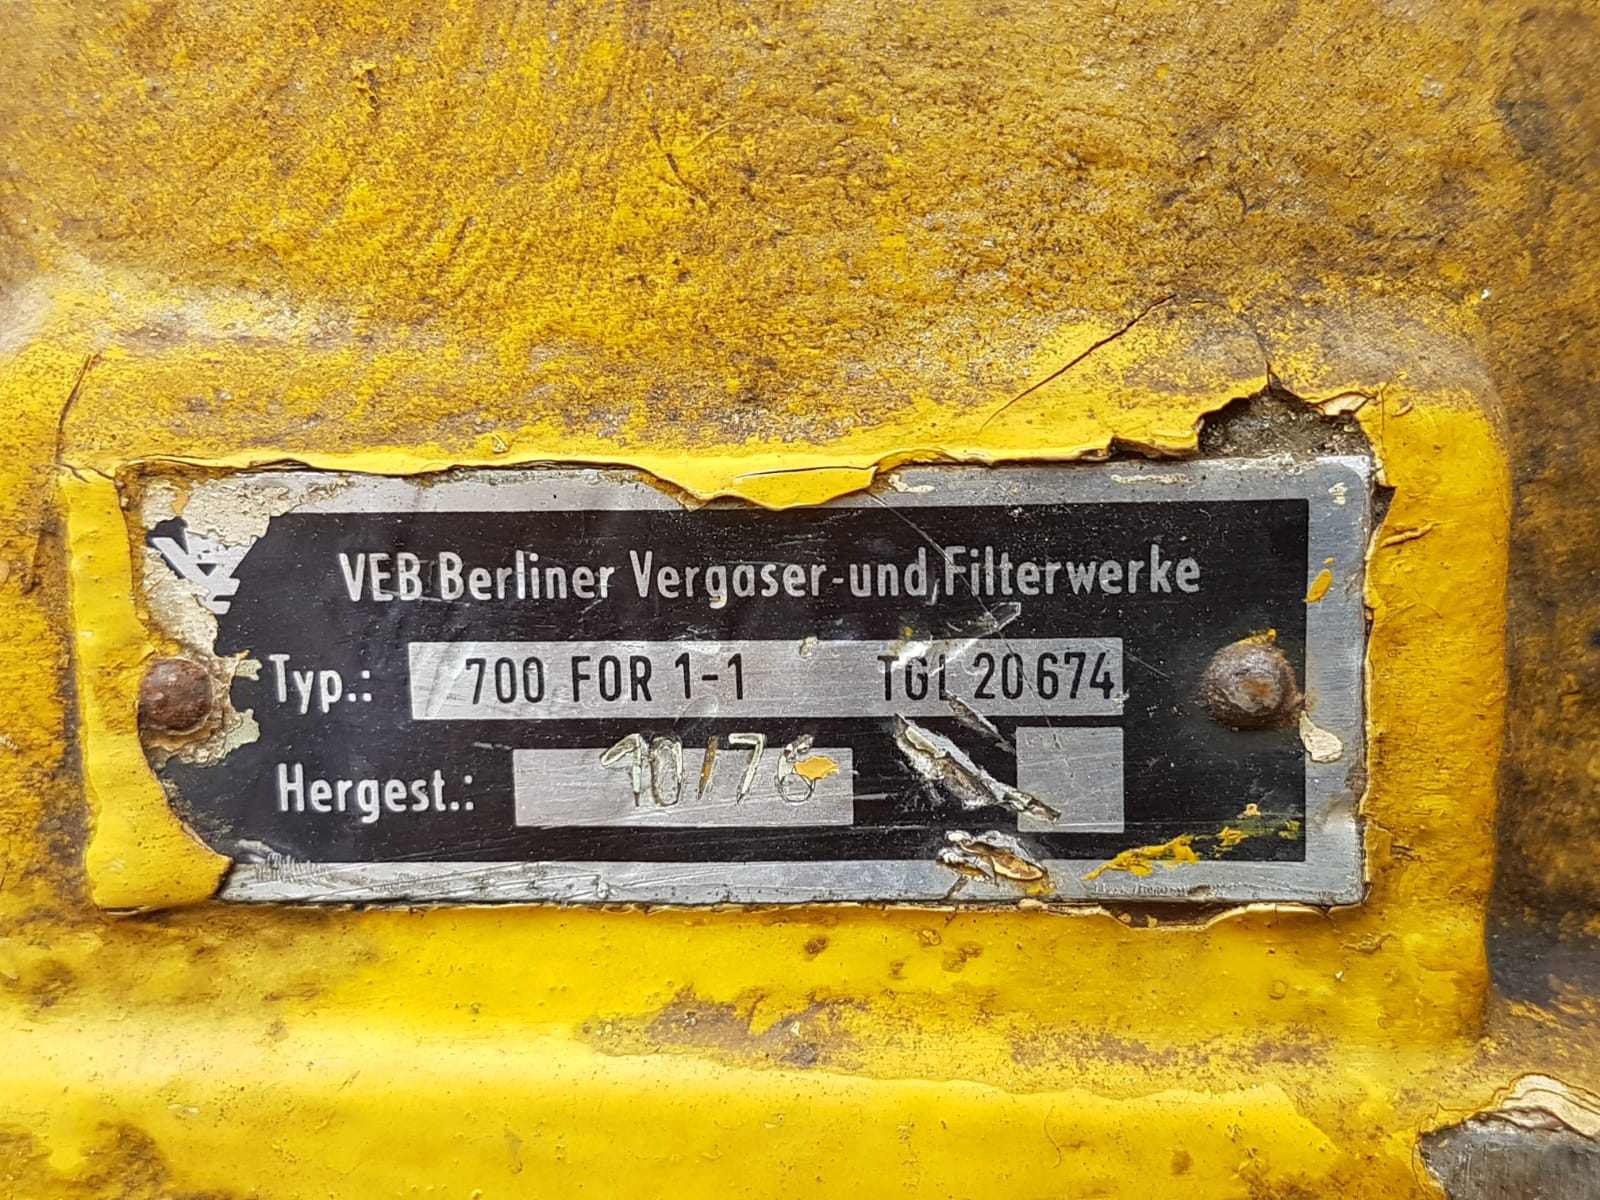 VEB Berliner Vergaser-und Filterwerke
Typ.: 700 FOR 1-1 TGL 20674
Hergest.: 10/76